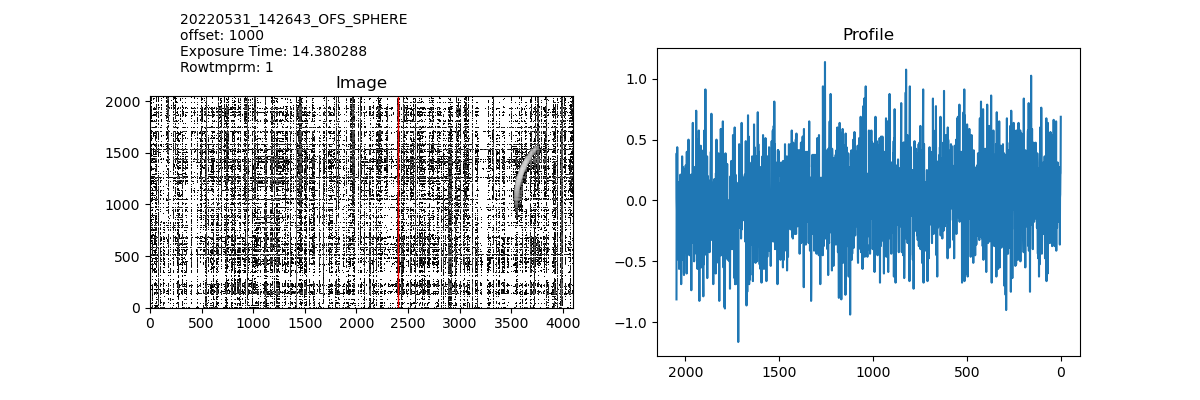 20220531_142643_OFS_SPHERE
offset: 1000
Exposure Time: 14.380288
Rowtmprm: 1
Image
2000
1500
1000
500
0
0 500 1000 1500 2000 2500 3000 3500 4000
Profile
1.0
0.5
0.0
−0.5
−1.0
2000 1500 1000 500 0